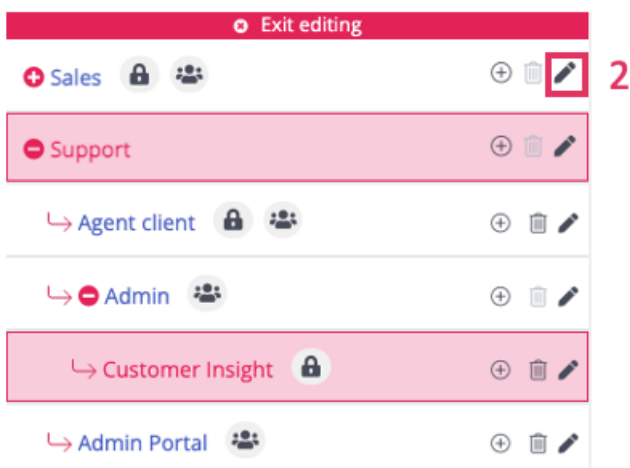 Exit editing
Sales
2
Support
Agent client
Admin
Customer Insight
Admin Portal